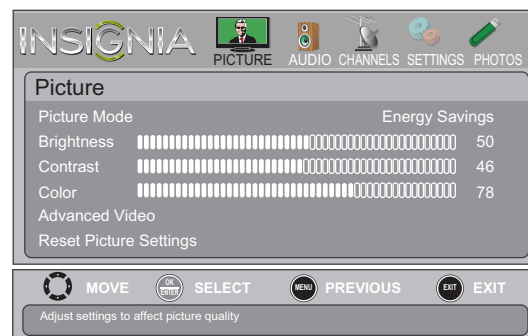 INSIGNIA PICTURE AUDIO CHANNELS SETTINGS PHOTOS
Picture
Picture Mode Energy Savings
Brightness 50
Contrast 46
Color 78
Advanced Video
Reset Picture Settings
MOVE OK ENTER SELECT MENU PREVIOUS EXIT EXIT
Adjust settings to affect picture quality